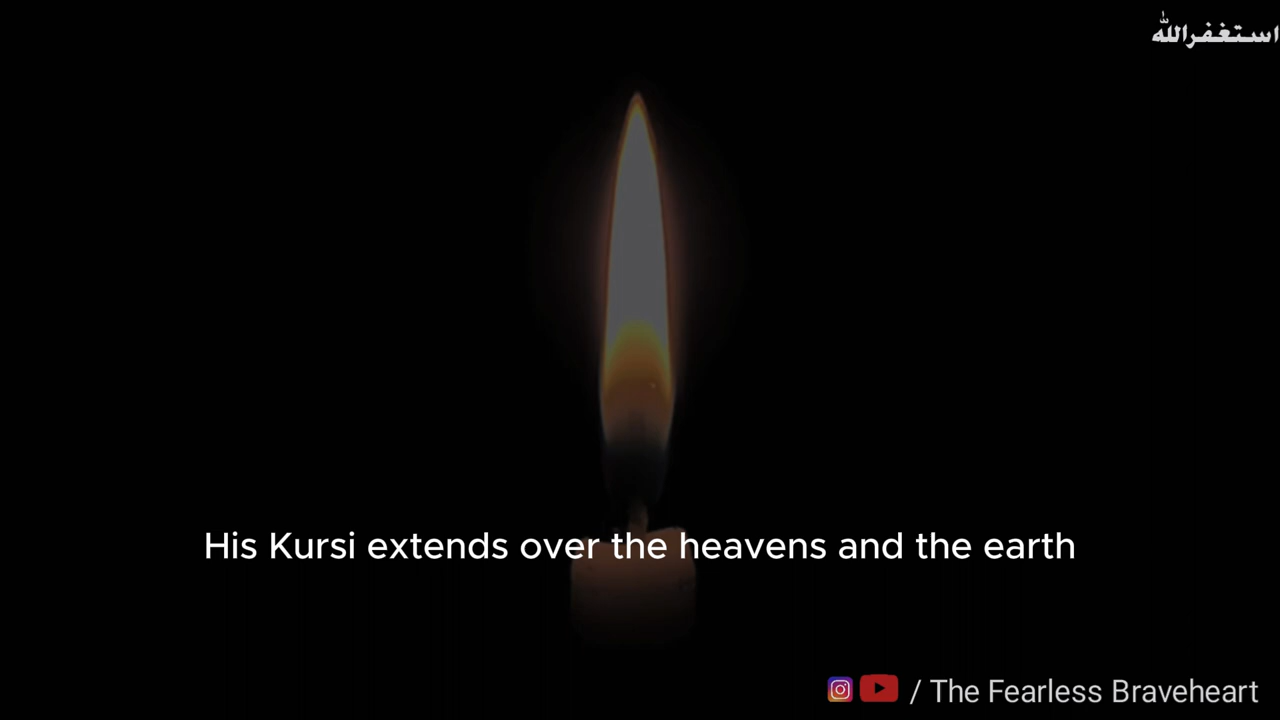 استغفرالله
His Kursi extends over the heavens and the earth
/ The Fearless Braveheart